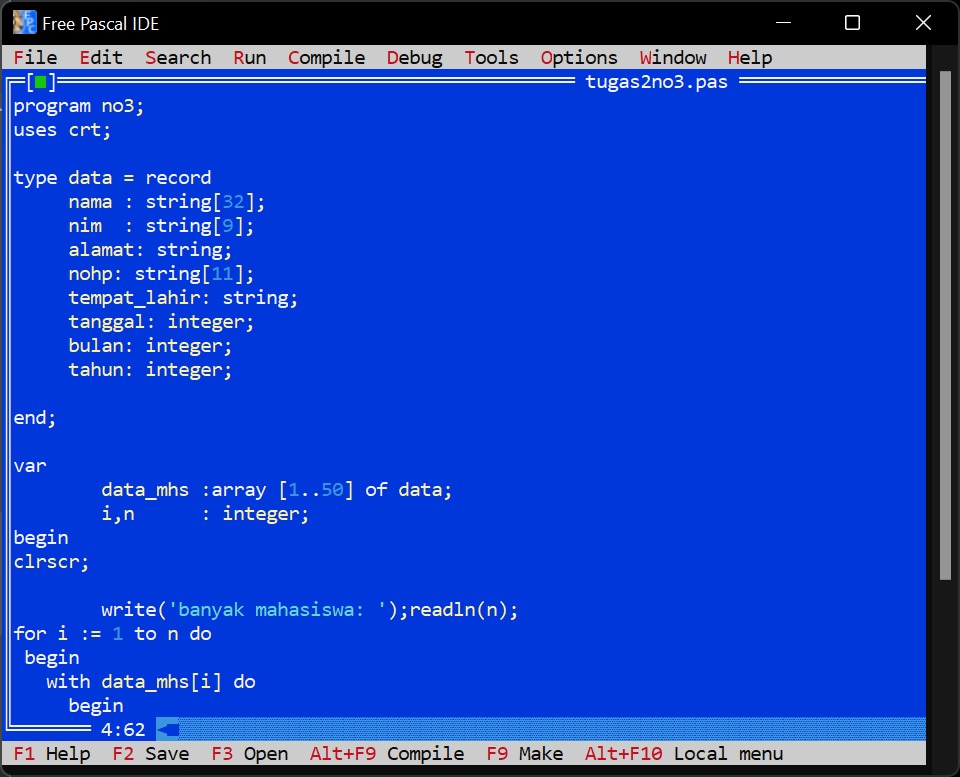 Free Pascal IDE
File Edit Search Run Compile Debug Tools Options Window Help
tugas2no3.pas
program no3;
uses crt;
type data = record
nama : string[32];
nim  : string[9];
alamat: string;
nohp: string[11];
tempat_lahir: string;
tanggal: integer;
bulan: integer;
tahun: integer;
end;
var
data_mhs :array [1..50] of data;
i,n      : integer;
begin
clrscr;
write('banyak mahasiswa: ');readln(n);
for i := 1 to n do
begin
with data_mhs[i] do
begin
4:62
F1 Help F2 Save F3 Open Alt+F9 Compile F9 Make Alt+F10 Local menu